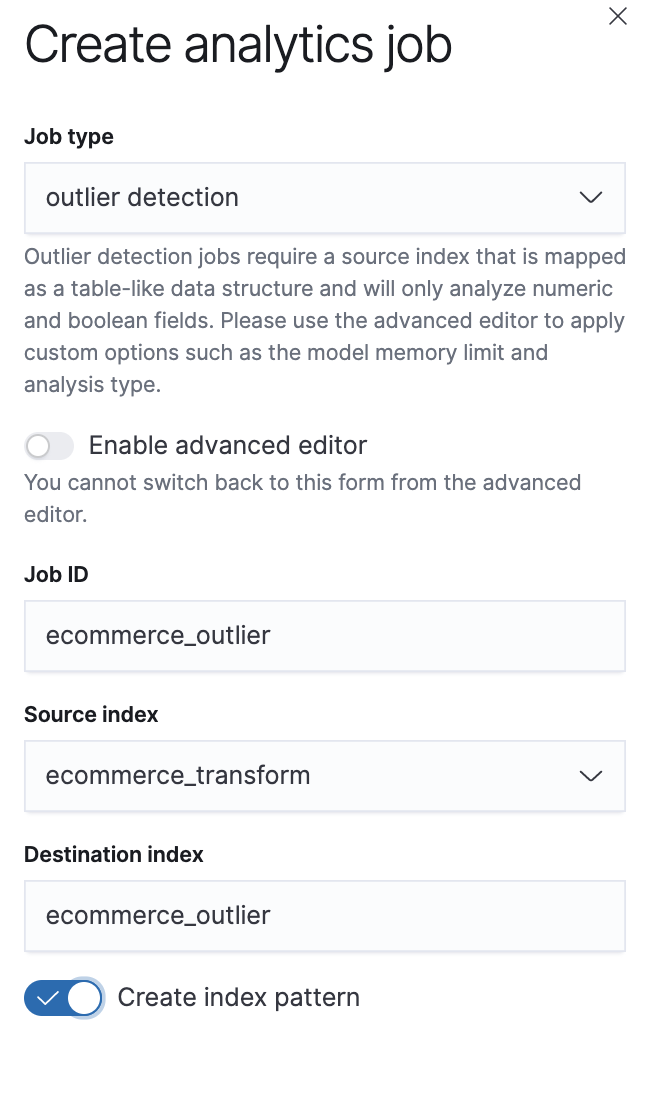 Create analytics job
Job type
outlier detection
Outlier detection jobs require a source index that is mapped
as a table-like data structure and will only analyze numeric
and boolean fields. Please use the advanced editor to apply
custom options such as the model memory limit and
analysis type.
Enable advanced editor
You cannot switch back to this form from the advanced
editor.
Job ID
ecommerce_outlier
Source index
ecommerce_transform
Destination index
ecommerce_outlier
Create index pattern